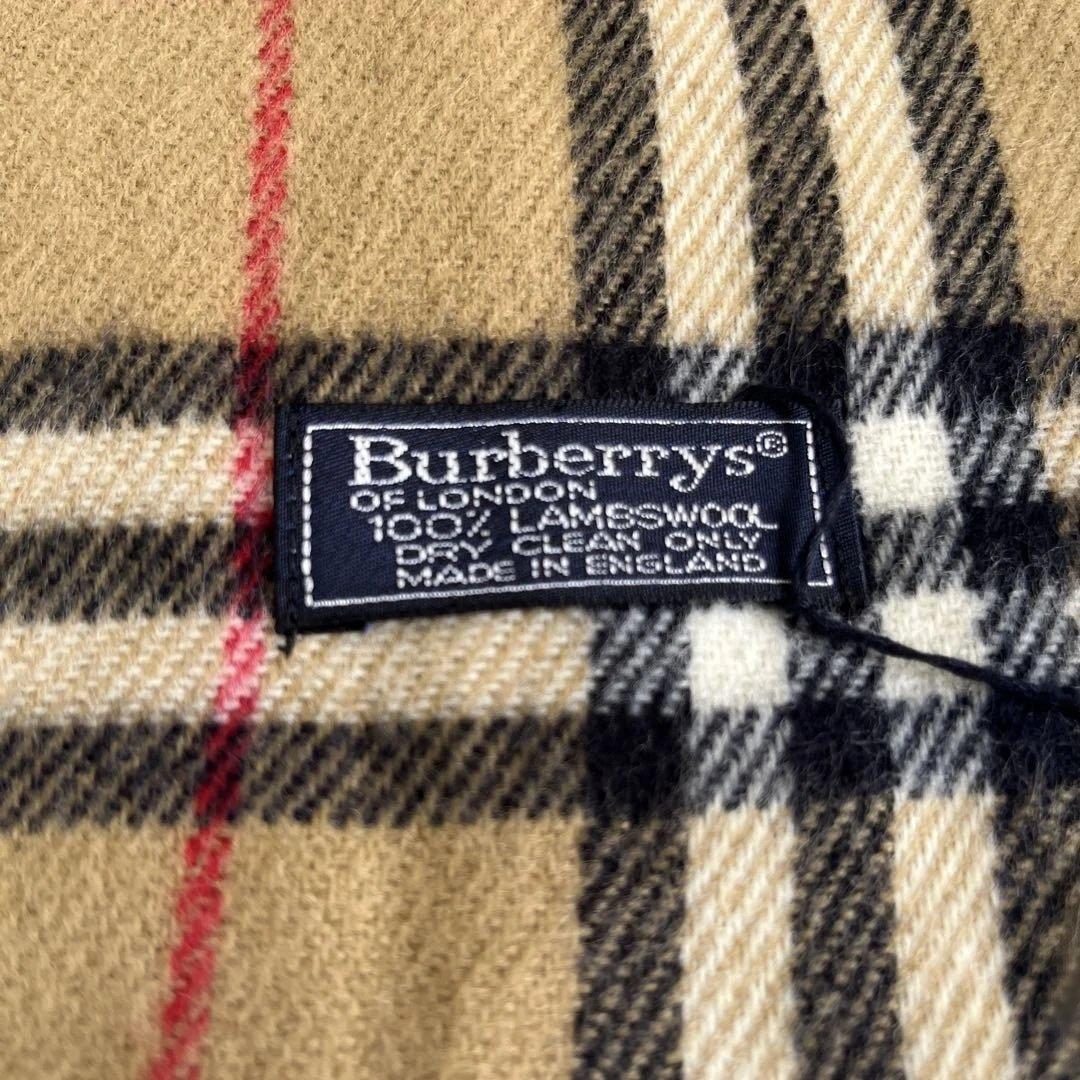 Burberrys®
OF LONDON
100% LAMBSWOOL
DRY CLEAN ONLY
MADE IN ENGLAND